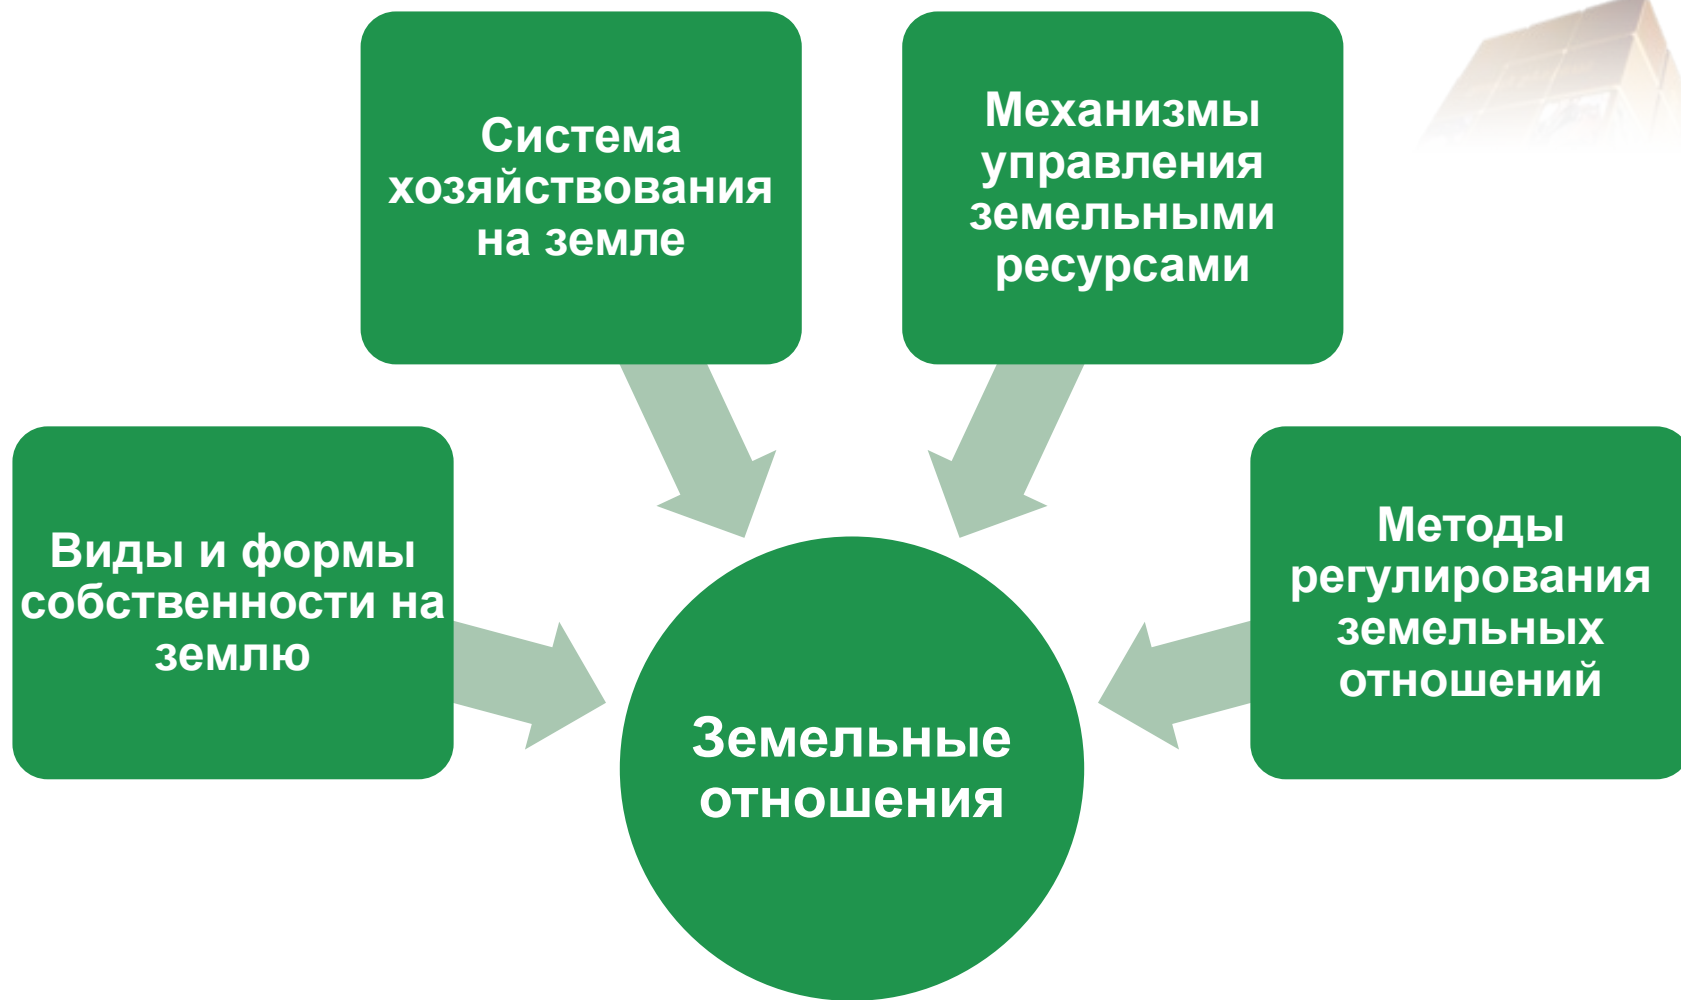 Система
хозяйствования
на земле
Механизмы
управления
земельными
ресурсами
Виды и формы
собственности на
землю
Методы
регулирования
земельных
отношений
Земельные
отношения